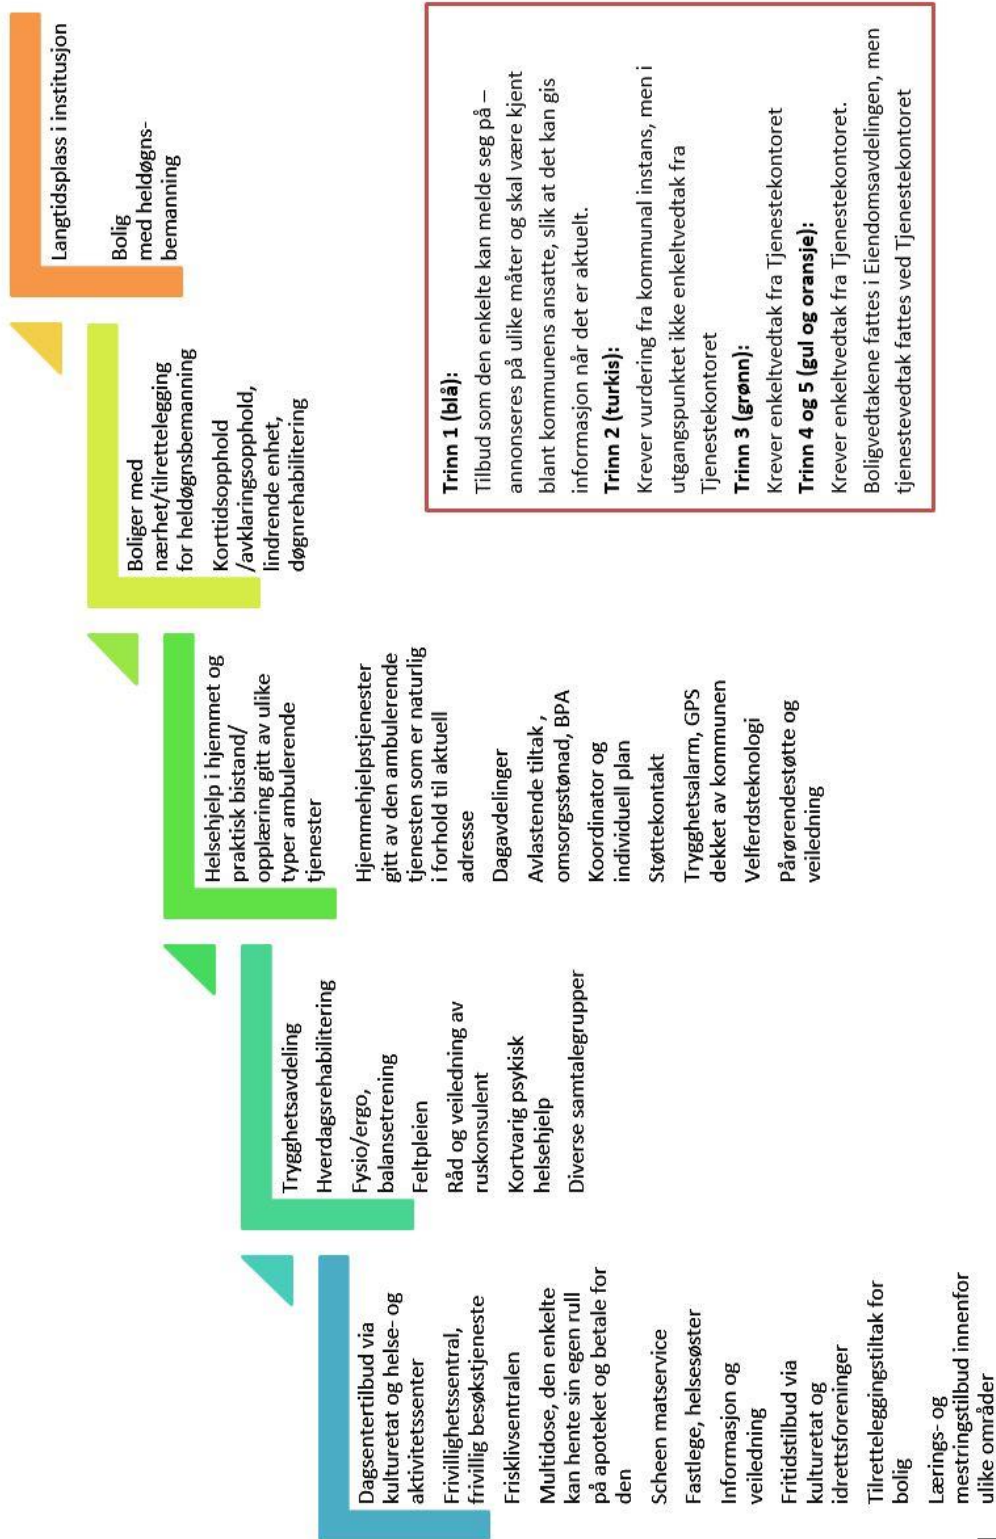 Dagsentertilbud via
kulturetat og helse- og
aktivitetssenter
Frivillighetssentral,
frivillig besøkstjeneste
Frisklivsentralen
Multidose, den enkelte
kan hente sin egen rull
på apoteket og betale for
den
Scheen matservice
Fastlege, helsesøster
Informasjon og
veiledning
Fritidstilbud via
kulturetat og
idrettsforeninger
Tilretteleggingstiltak for
bolig
Lærings- og
mestringstilbud innenfor
ulike områder
Trygghetsavdeling
Hverdagsrehabilitering
Fysio/ergo,
balansetrening
Feltpleien
Råd og veiledning av
ruskonsulent
Kortvarig psykisk
helsehjelp
Diverse samtalegrupper
Helsehjelp i hjemmet og
praktisk bistand/
opplæring gitt av ulike
typer ambulerende
tjenester
Hjemmehjelpstjenester
gitt av den ambulerende
tjenesten som er naturlig
i forhold til aktuell
adresse
Dagavdelinger
Avlastende tiltak ,
omsorgsstønad, BPA
Koordinator og
individuell plan
Støttekontakt
Trygghetsalarm, GPS
dekket av kommunen
Velferdsteknologi
Pårørendestøtte og
veiledning
Boliger med
nærhet/tilrettelegging
for heldøgnsbemanning
Korttidsopphold
/avklaringsopphold,
lindrende enhet,
døgnrehabilitering
Langtidsplass i institusjon
Bolig
med heldøgns-
bemanning
Trinn 1 (blå):
Tilbud som den enkelte kan melde seg på –
annonseres på ulike måter og skal være kjent
blant kommunens ansatte, slik at det kan gis
informasjon når det er aktuelt.
Trinn 2 (turkis):
Krever vurdering fra kommunal instans, men i
utgangspunktet ikke enkeltvedtak fra
Tjenestekontoret
Trinn 3 (grønn):
Krever enkeltvedtak fra Tjenestekontoret
Trinn 4 og 5 (gul og oransje):
Krever enkeltvedtak fra Tjenestekontoret.
Boligvedtakene fattes i Eiendomsavdelingen, men
tjenestevedtak fattes ved Tjenestekontoret